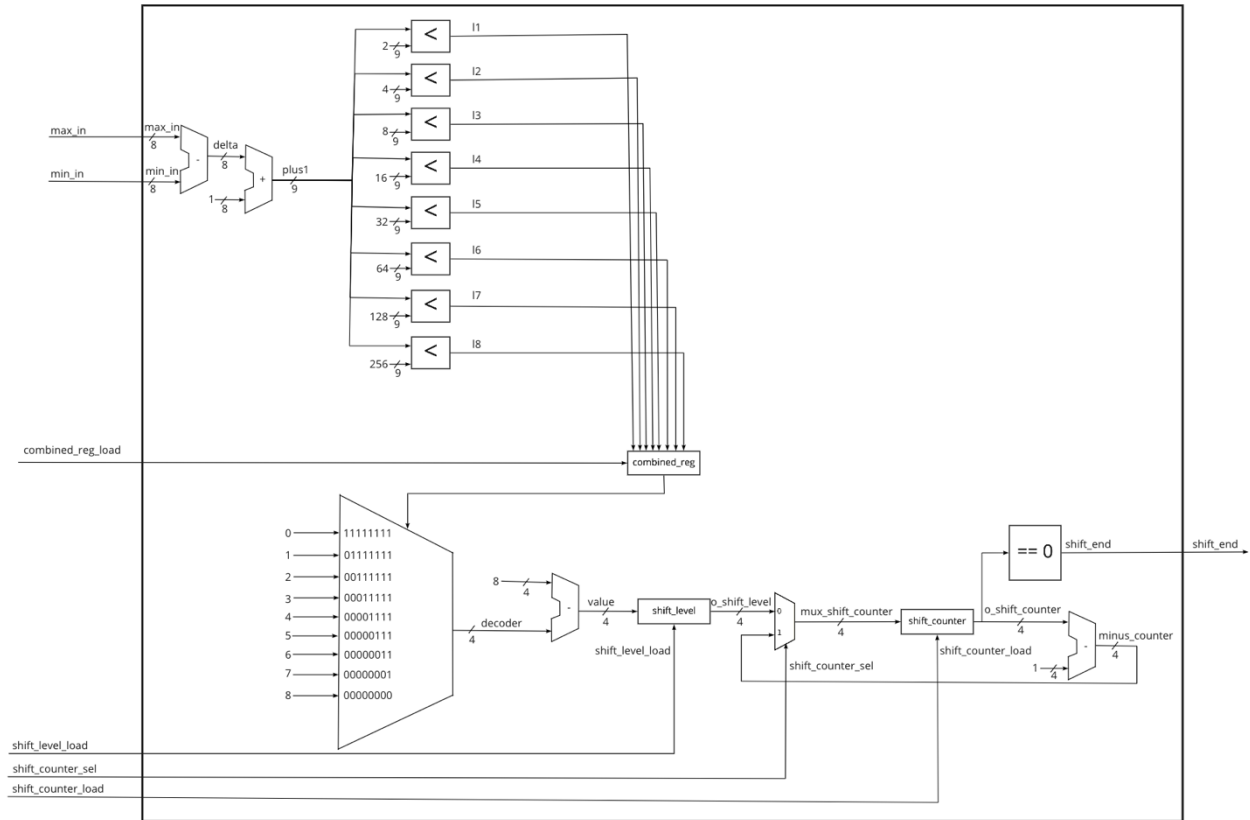 l1
<
2
9
l2
<
4
9
l3
<
8
9
max_in
max_in
8
delta
8
-
min_in
min_in
8
1
8
+
plus1
9
l4
<
16
9
l5
<
32
9
l6
<
64
9
l7
<
128
9
l8
<
256
9
combined_reg_load
combined_reg
0
11111111
1
01111111
2
00111111
3
00011111
4
00001111
5
00000111
6
00000011
7
00000001
8
00000000
decoder
4
8
4
-
value
4
shift_level
shift_level_load
o_shift_level
4
0
1
shift_counter_sel
mux_shift_counter
4
shift_counter
shift_counter_load
== 0
shift_end
shift_end
o_shift_counter
4
1
4
-
minus_counter
4
shift_level_load
shift_counter_sel
shift_counter_load